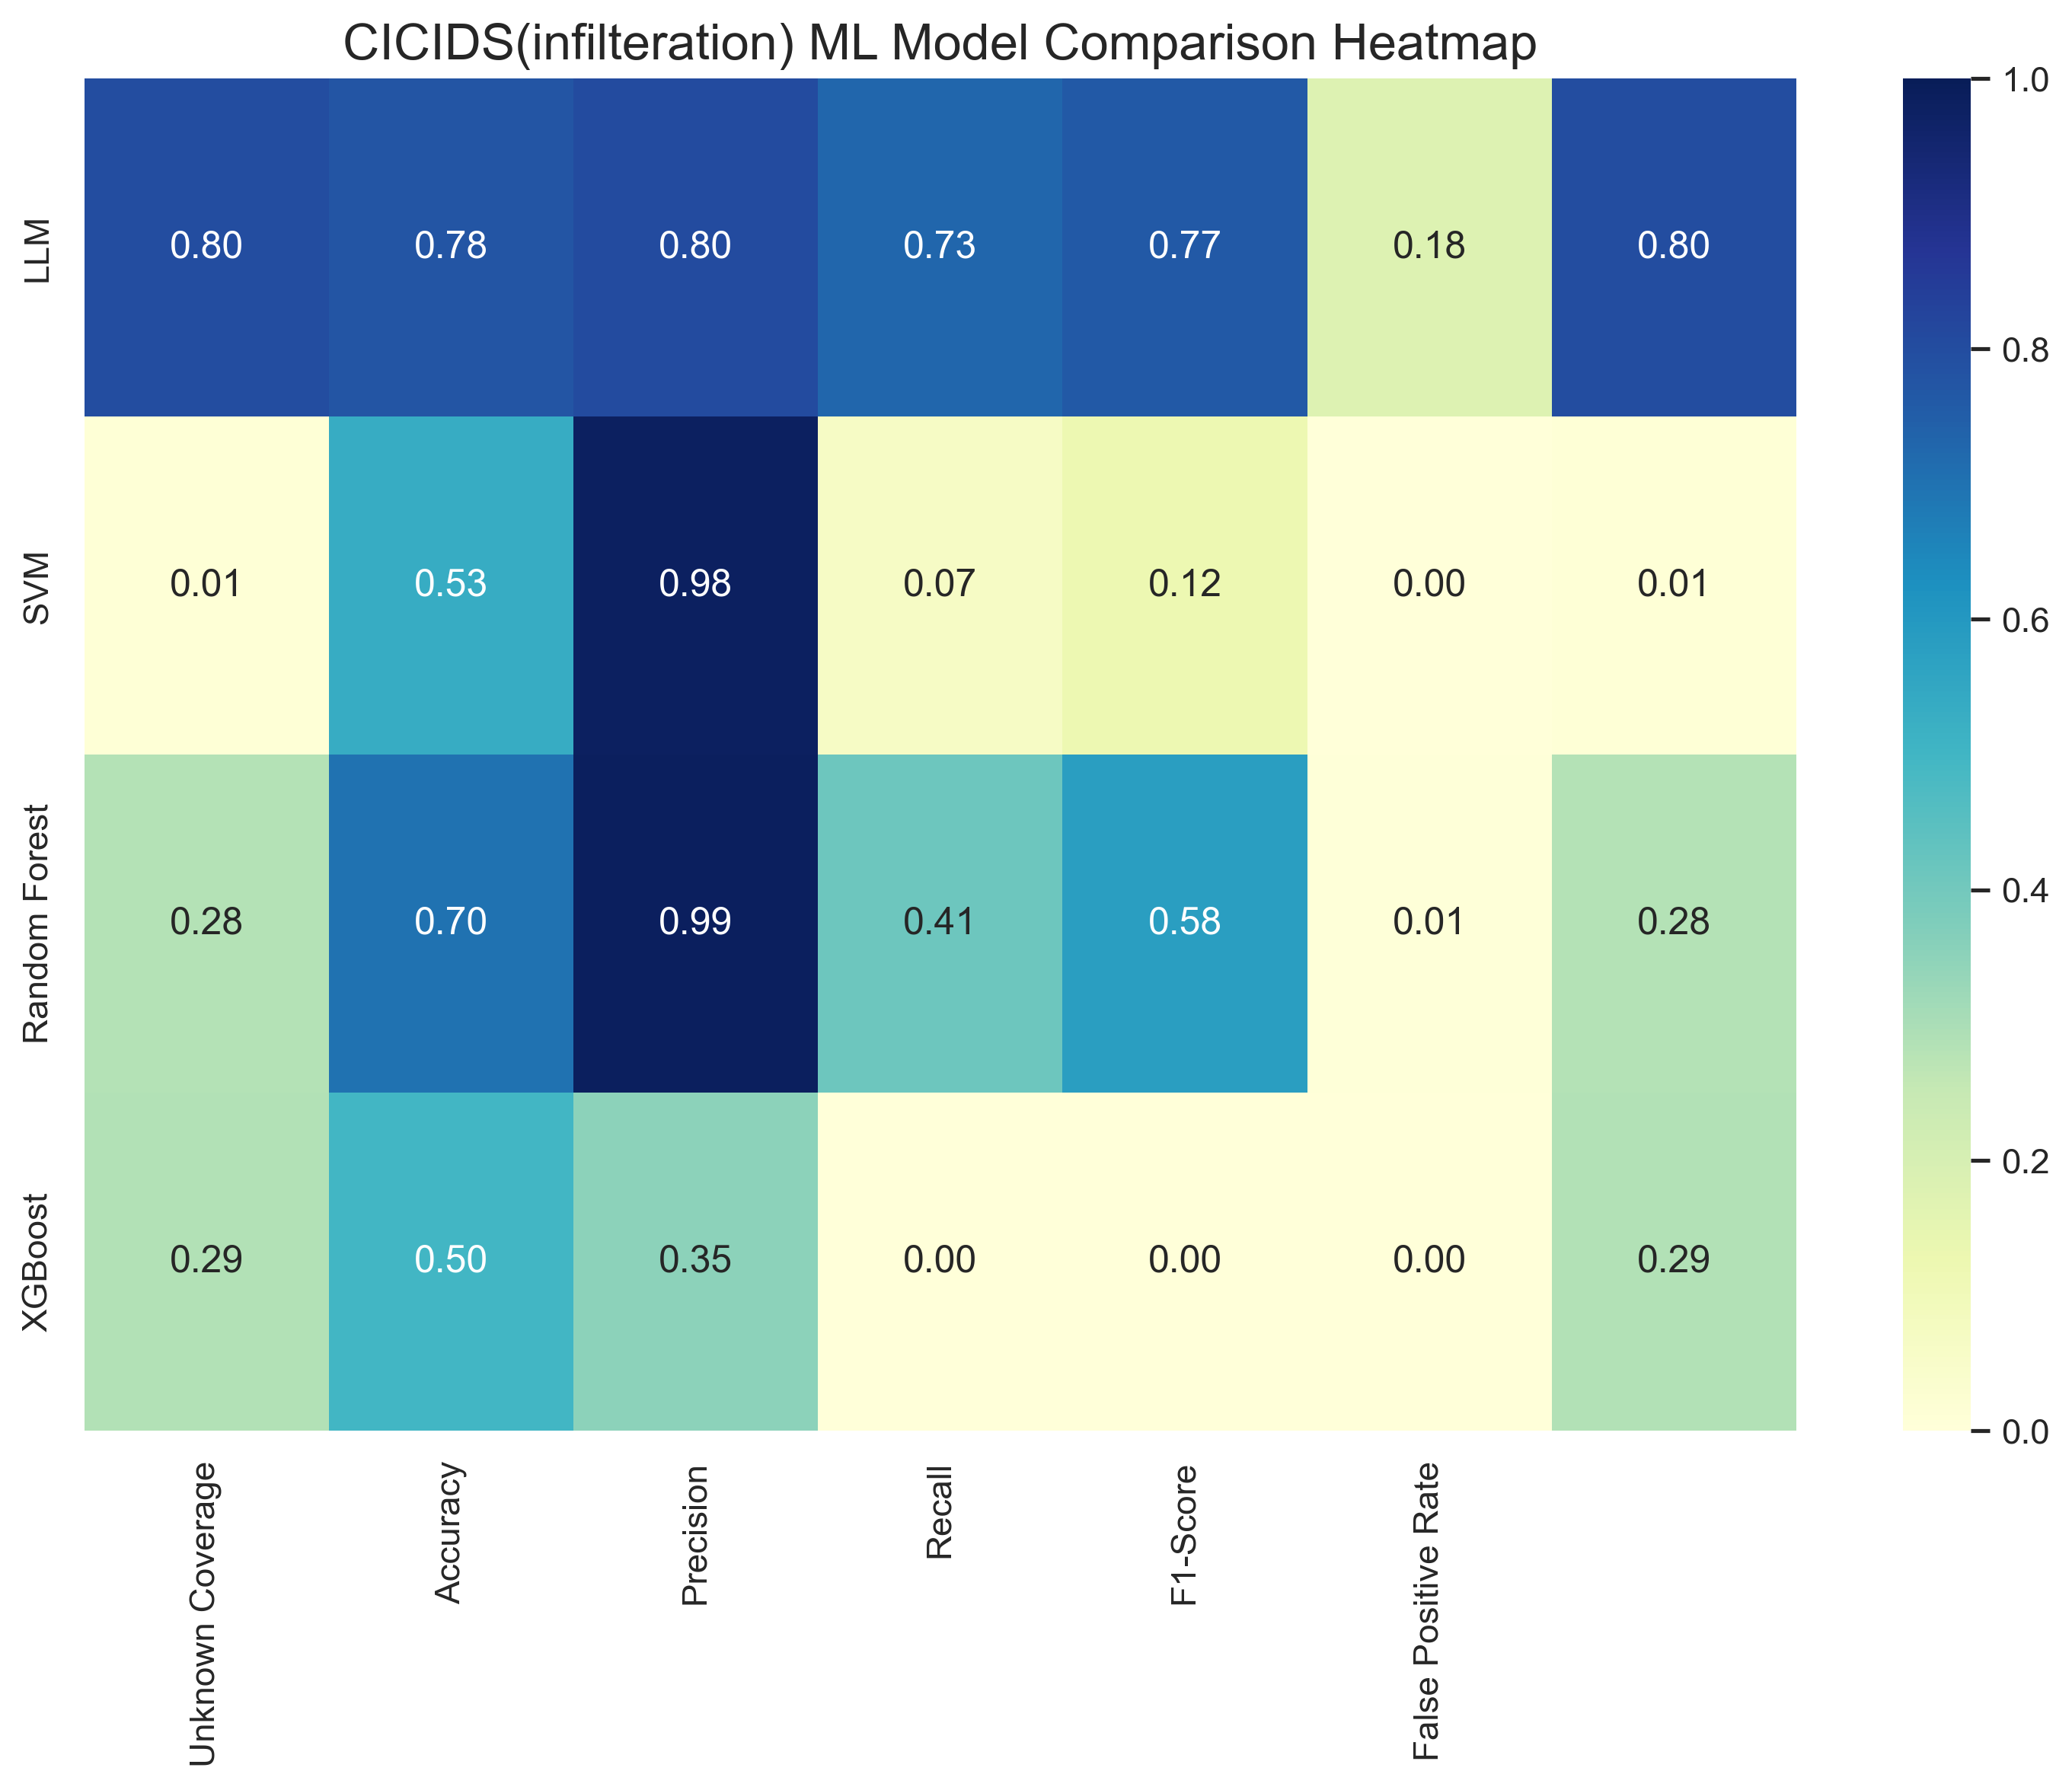 CICIDS(infilteration) ML Model Comparison Heatmap
LLM
0.80 0.78 0.80 0.73 0.77 0.18 0.80
SVM
0.01 0.53 0.98 0.07 0.12 0.00 0.01
Random Forest
0.28 0.70 0.99 0.41 0.58 0.01 0.28
XGBoost
0.29 0.50 0.35 0.00 0.00 0.00 0.29
Unknown Coverage
Accuracy
Precision
Recall
F1-Score
False Positive Rate
1.0
0.8
0.6
0.4
0.2
0.0